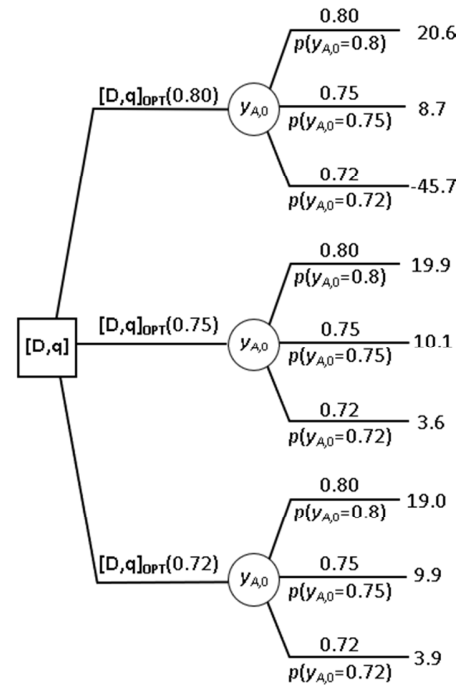 0.80
20.6
p(yA,0=0.8)
[D,q]OPT(0.80)
yA,0
0.75
8.7
p(yA,0=0.75)
0.72
-45.7
p(yA,0=0.72)
0.80
19.9
p(yA,0=0.8)
[D,q]
[D,q]OPT(0.75)
yA,0
0.75
10.1
p(yA,0=0.75)
0.72
3.6
p(yA,0=0.72)
0.80
19.0
p(yA,0=0.8)
[D,q]OPT(0.72)
yA,0
0.75
9.9
p(yA,0=0.75)
0.72
3.9
p(yA,0=0.72)